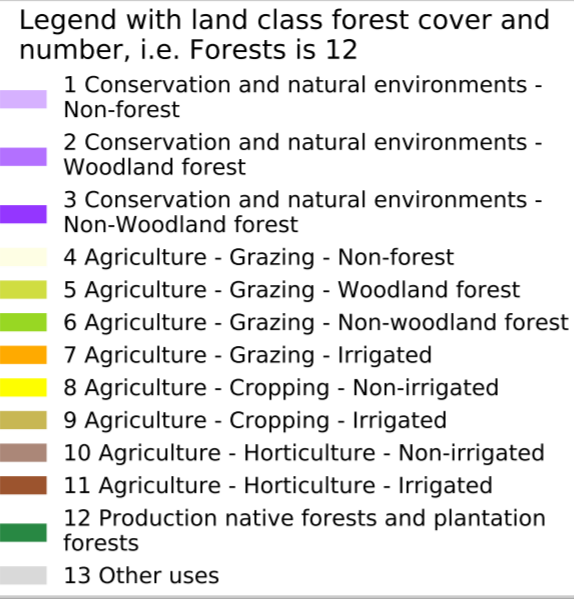 Legend with land class forest cover and
number, i.e. Forests is 12
1 Conservation and natural environments -
Non-forest
2 Conservation and natural environments -
Woodland forest
3 Conservation and natural environments -
Non-Woodland forest
4 Agriculture - Grazing - Non-forest
5 Agriculture - Grazing - Woodland forest
6 Agriculture - Grazing - Non-woodland forest
7 Agriculture - Grazing - Irrigated
8 Agriculture - Cropping - Non-irrigated
9 Agriculture - Cropping - Irrigated
10 Agriculture - Horticulture - Non-irrigated
11 Agriculture - Horticulture - Irrigated
12 Production native forests and plantation
forests
13 Other uses